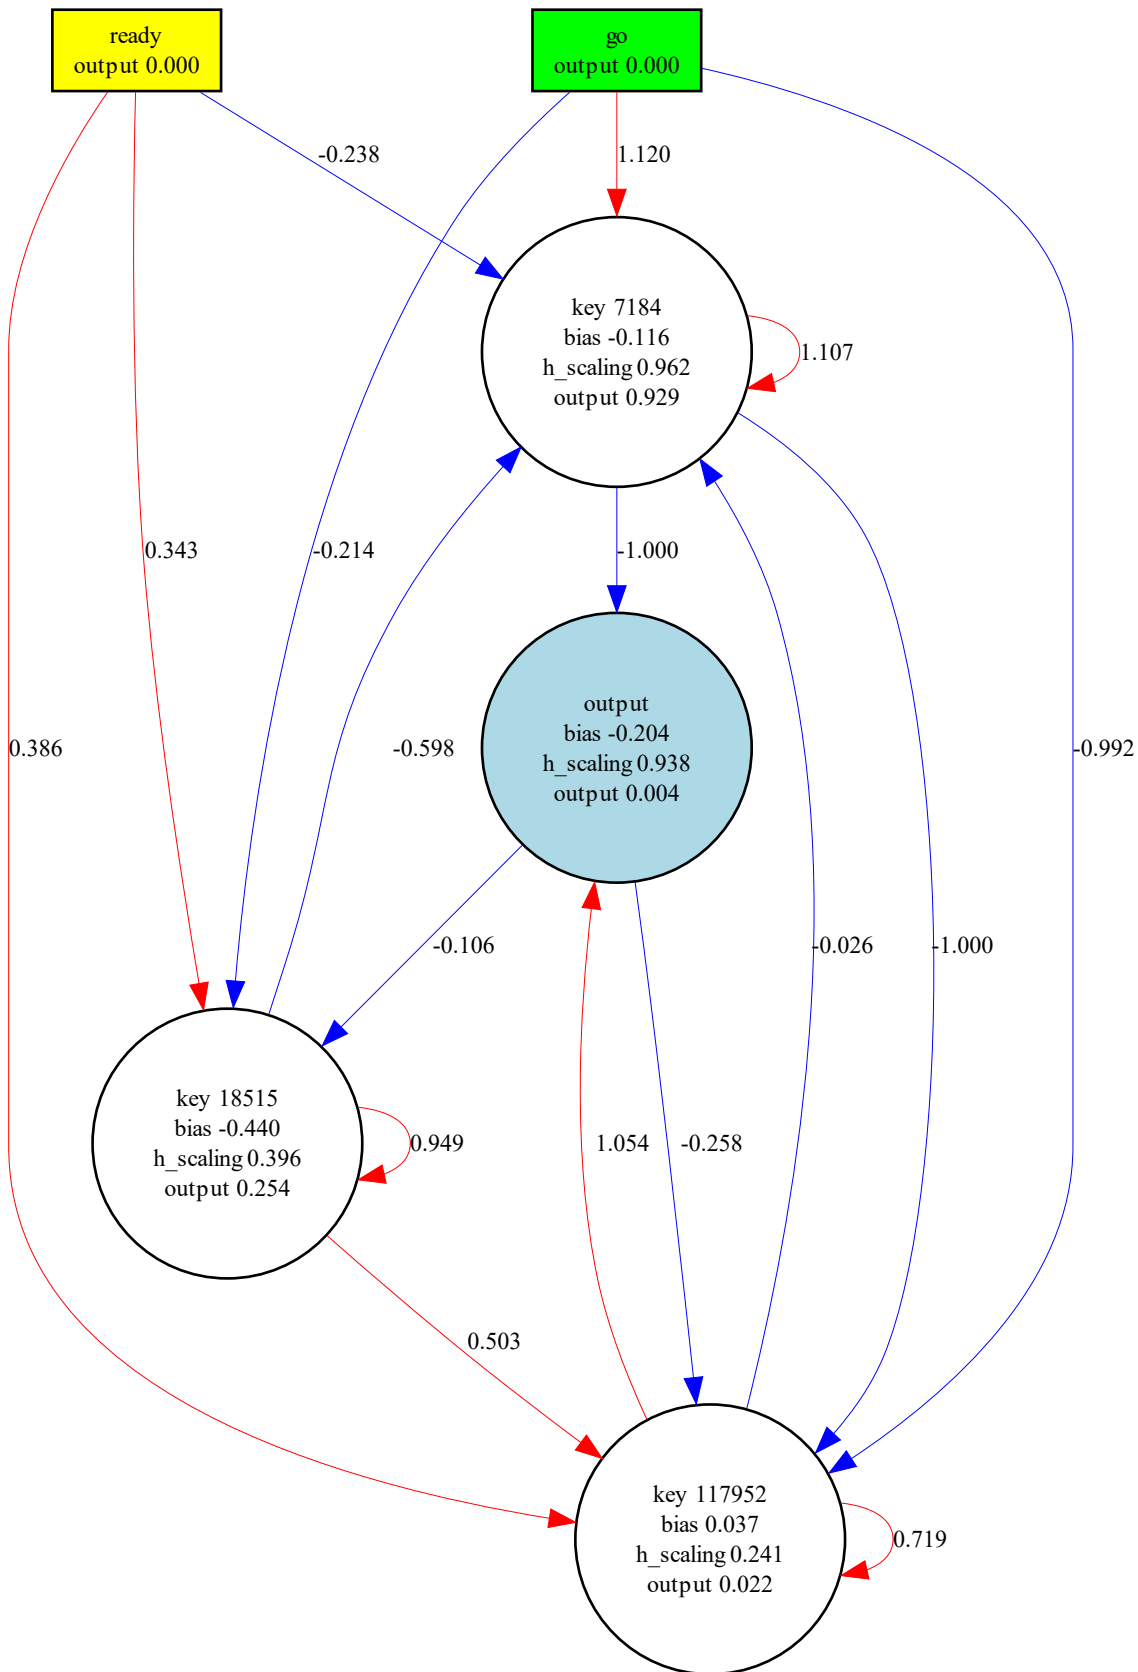 ready
output 0.000
go
output 0.000
-0.238
1.120
key 7184
bias -0.116
h_scaling 0.962
output 0.929
1.107
0.343
-0.214
-1.000
output
bias -0.204
h_scaling 0.938
output 0.004
0.386
-0.598
-0.992
-0.106
-0.026
-1.000
key 18515
bias -0.440
h_scaling 0.396
output 0.254
0.949
1.054
-0.258
0.503
key 117952
bias 0.037
h_scaling 0.241
output 0.022
0.719